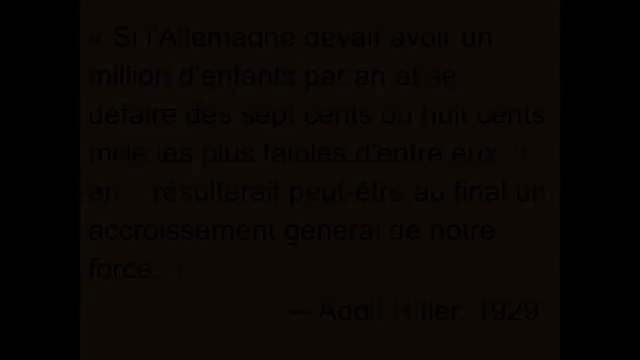 « Si l'Allemagne devait avoir un
million d'enfants par an et se
défaire des sept cents ou huit cents
mille les plus faibles d'entre eux, il
en résulterait peut-être au final un
accroissement général de notre
force. »
— Adolf Hitler, 1929